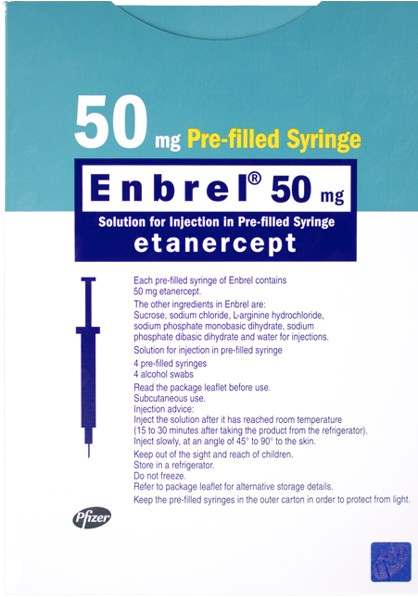 50 mg Pre-filled Syringe
Enbrel® 50 mg
Solution for Injection in Pre-filled Syringe
etanercept
Each pre-filled syringe of Enbrel contains
50 mg etanercept.
The other ingredients in Enbrel are:
Sucrose, sodium chloride, L-arginine hydrochloride,
sodium phosphate monobasic dihydrate, sodium
phosphate dibasic dihydrate and water for injections.
Solution for injection in pre-filled syringe
4 pre-filled syringes
4 alcohol swabs
Read the package leaflet before use.
Subcutaneous use.
Injection advice:
Inject the solution after it has reached room temperature
(15 to 30 minutes after taking the product from the refrigerator).
Inject slowly, at an angle of 45° to 90° to the skin.
Keep out of the sight and reach of children.
Store in a refrigerator.
Do not freeze.
Refer to package leaflet for alternative storage details.
Keep the pre-filled syringes in the outer carton in order to protect from light.
Pfizer